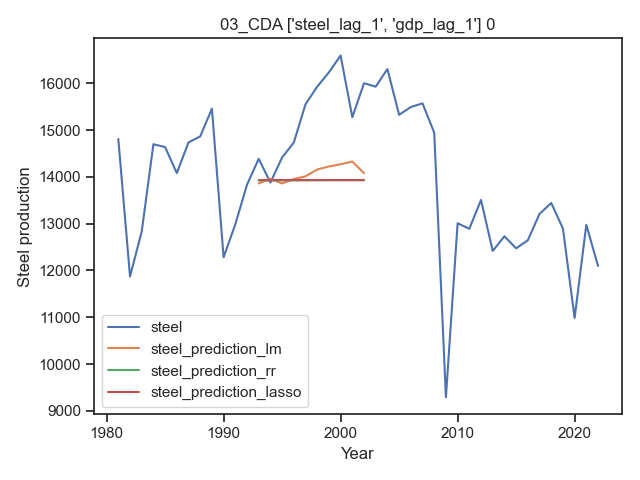 03_CDA ['steel_lag_1', 'gdp_lag_1'] 0
Steel production
16000
15000
14000
13000
12000
11000
10000
9000
steel
steel_prediction_lm
steel_prediction_rr
steel_prediction_lasso
1980
1990
2000
2010
2020
Year